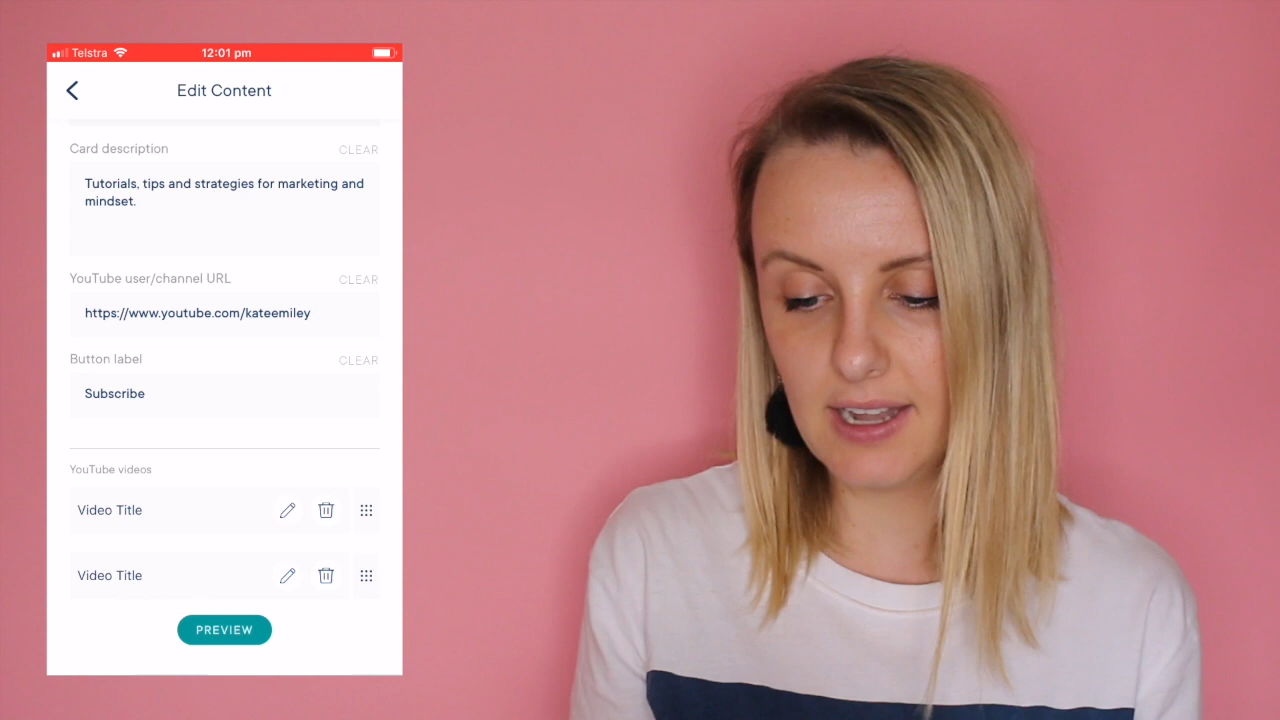 Telstra 12:01 pm
Edit Content
Card description CLEAR
Tutorials, tips and strategies for marketing and
mindset.
YouTube user/channel URL CLEAR
https://www.youtube.com/kateemiley
Button label CLEAR
Subscribe
YouTube videos
Video Title
Video Title
PREVIEW